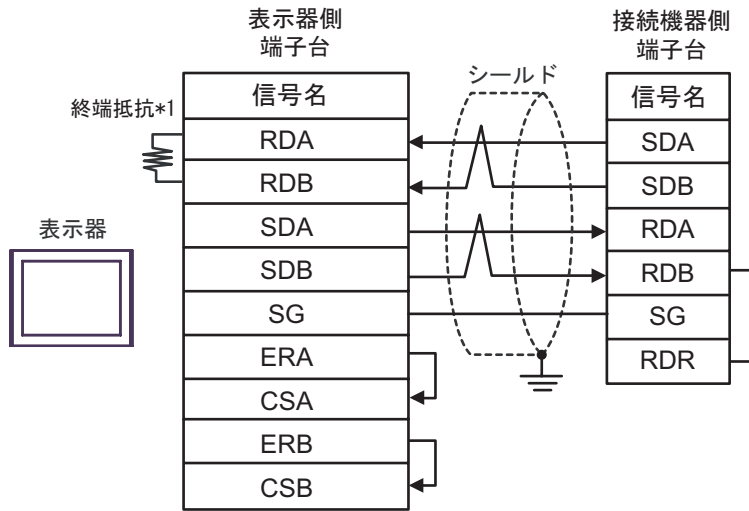 表示器側
端子台
接続機器側
端子台
シールド
終端抵抗*1
表示器
信号名
RDA
RDB
SDA
SDB
SG
ERA
CSA
ERB
CSB
信号名
SDA
SDB
RDA
RDB
SG
RDR